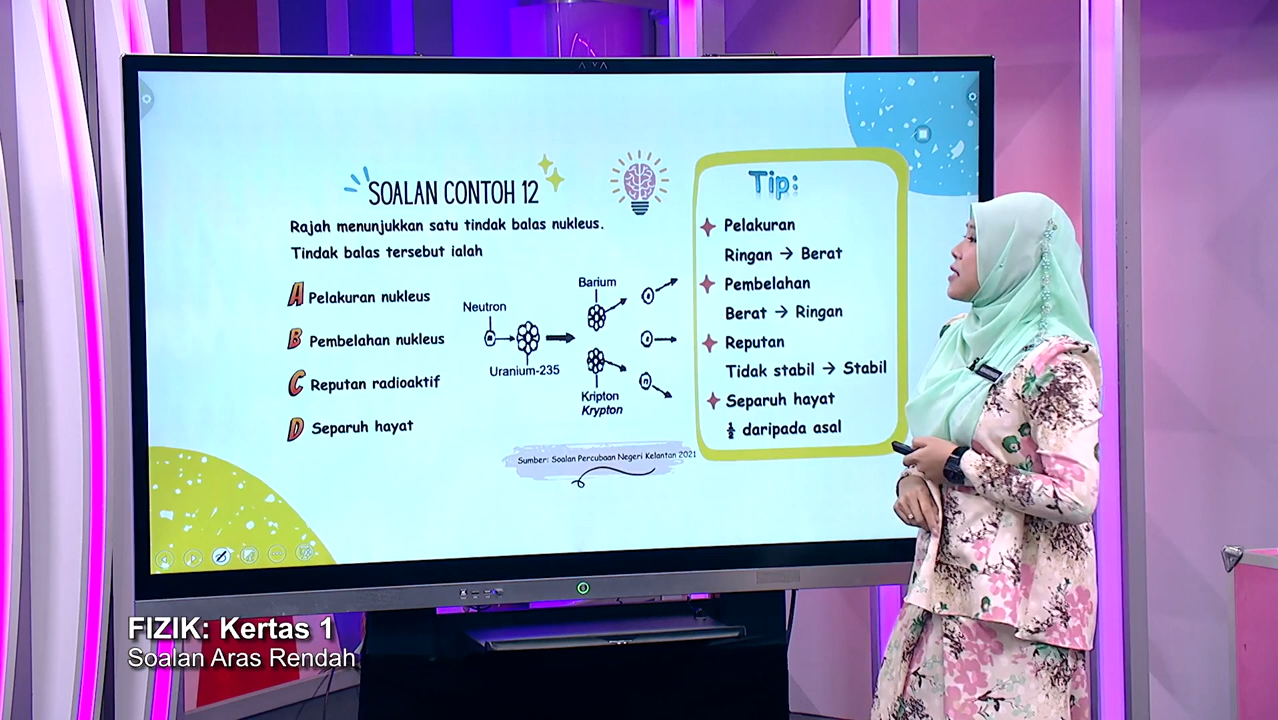 SOALAN CONTOH 12
Rajah menunjukkan satu tindak balas nukleus.
Tindak balas tersebut ialah
A Pelakuran nukleus
B Pembelahan nukleus
C Reputan radioaktif
D Separuh hayat
Neutron
n
Uranium-235
Barium
Kripton
Krypton
n
Sumber: Soalan Percubaan Negeri Kelantan 2021
Tip:
Pelakuran
Ringan → Berat
Pembelahan
Berat → Ringan
Reputan
Tidak stabil → Stabil
Separuh hayat
½ daripada asal
FIZIK: Kertas 1
Soalan Aras Rendah